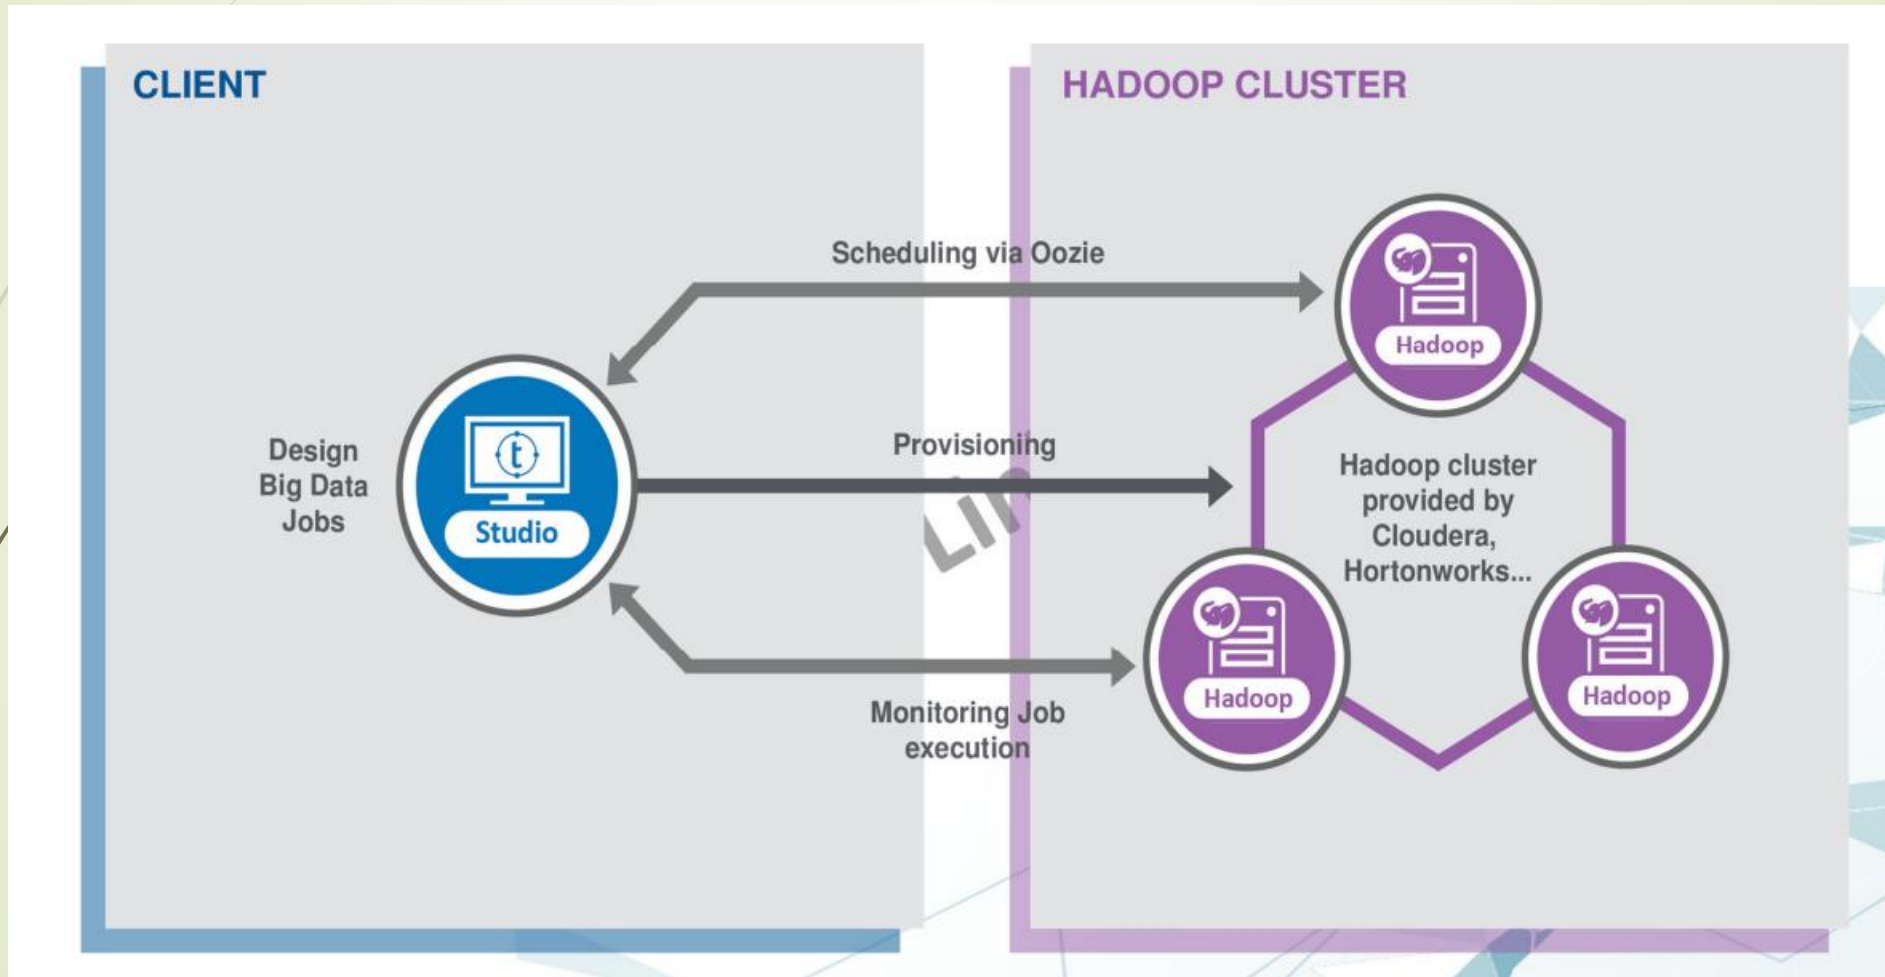 CLIENT
HADOOP CLUSTER
Scheduling via Oozie
Hadoop
Design
Big Data
Jobs
t
Studio
Provisioning
Hadoop cluster
provided by
Cloudera,
Hortonworks...
Hadoop
Hadoop
Monitoring Job
execution